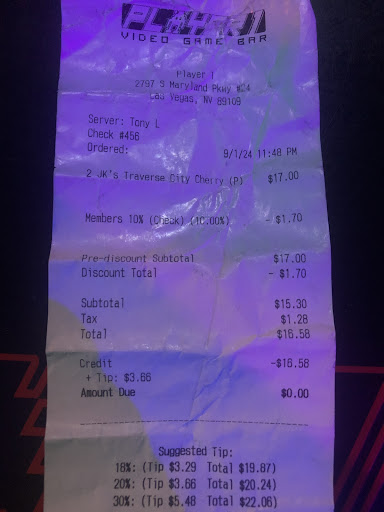 PLAYER 1
VIDEO GAME BAR
Player 1
2797 S Maryland Pkwy #C4
Las Vegas, NV 89109
Server: Tony L
Check #456
Ordered: 9/1/24 11:48 PM
2 JK's Traverse City Cherry (P) $17.00
Members 10% (Check) (10.00%) - $1.70
Pre-discount Subtotal $17.00
Discount Total - $1.70
Subtotal $15.30
Tax $1.28
Total $16.58
Credit -$16.58
+ Tip: $3.66
Amount Due $0.00
Suggested Tip:
18%: (Tip $3.29 Total $19.87)
20%: (Tip $3.66 Total $20.24)
30%: (Tip $5.48 Total $22.06)